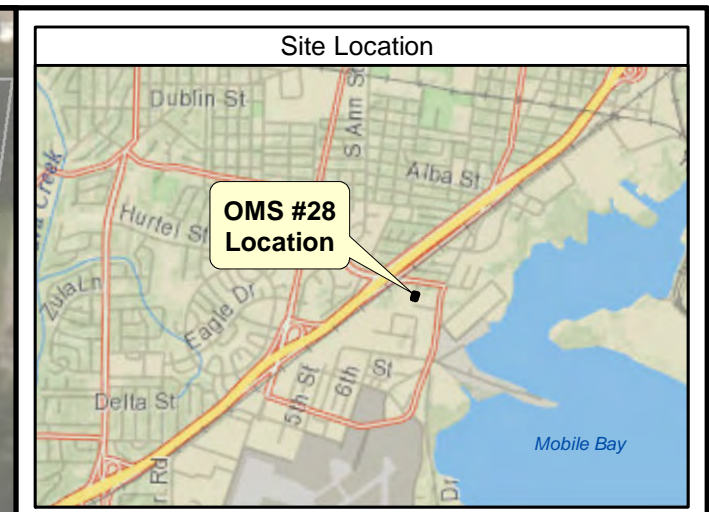 Site Location
Dublin St
S Ann St
Alba St
Creek
Hurtel St
OMS #28
Location
Zula Ln
Eagle Dr
5th St
6th St
Delta St
Mobile Bay
Rd
Dr